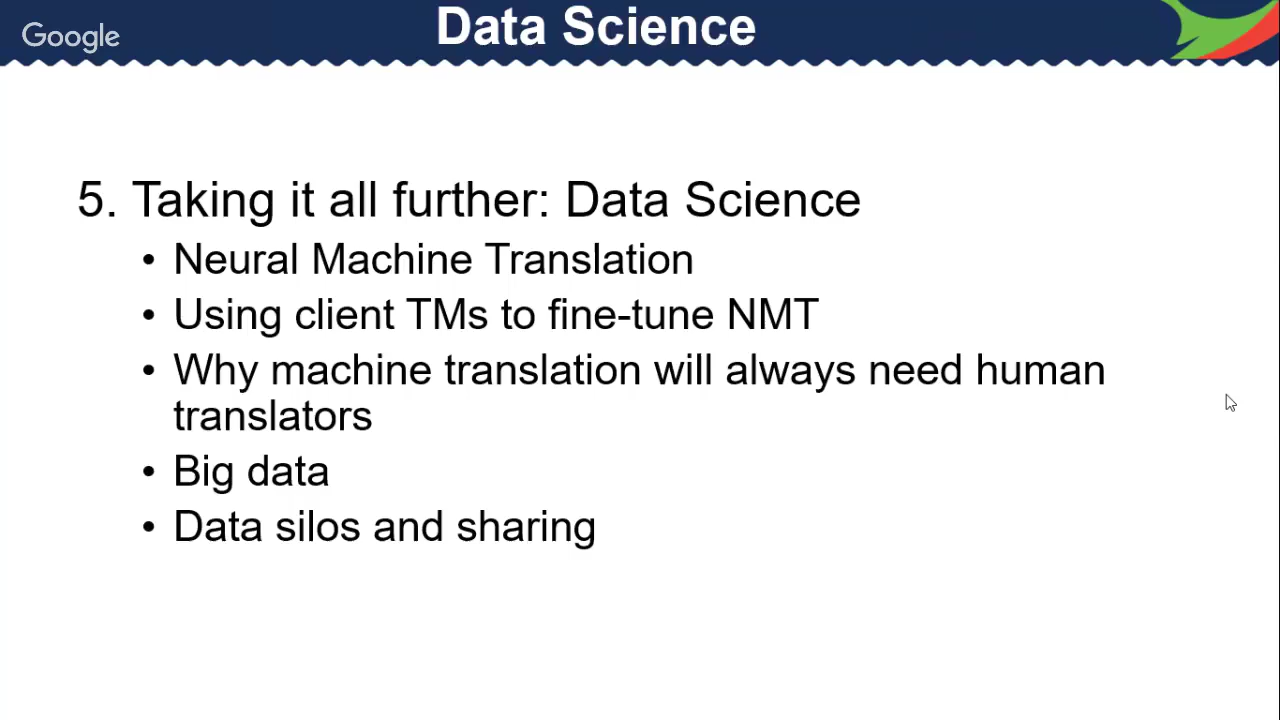 Google
Data Science
5. Taking it all further: Data Science
• Neural Machine Translation
• Using client TMs to fine-tune NMT
• Why machine translation will always need human
translators
• Big data
• Data silos and sharing